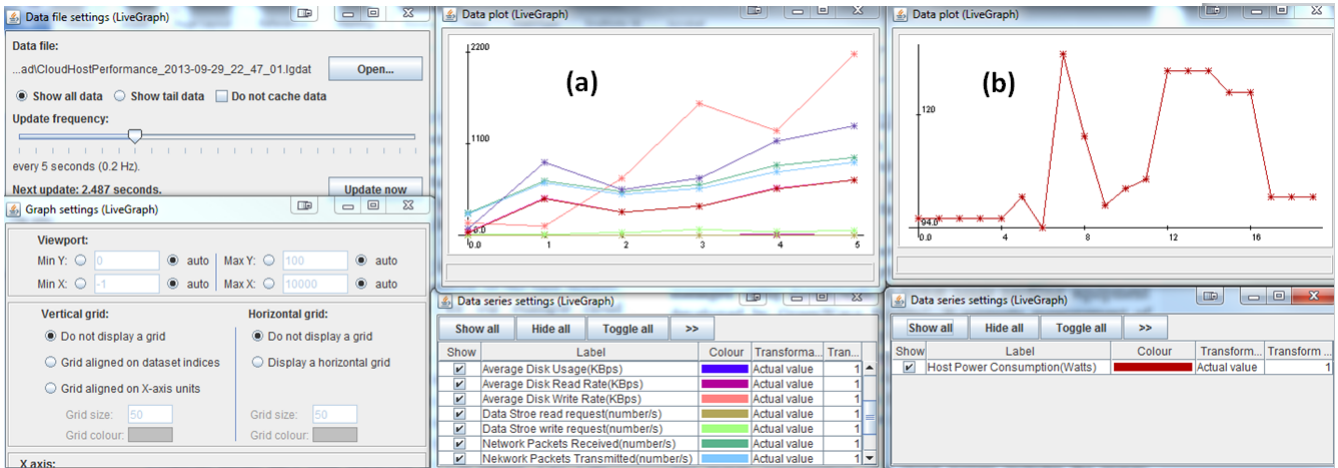 Data file settings (LiveGraph)
Data file:
...ad\CloudHostPerformance_2013-09-29_22_47_01.lgdat
Open...
Show all data
Show tail data
Do not cache data
Update frequency:
every 5 seconds (0.2 Hz).
Next update: 2.487 seconds.
Update now
Graph settings (LiveGraph)
Viewport:
Min Y: 0 auto Max Y: 100 auto
Min X: -1 auto Max X: 10000 auto
Vertical grid:
Do not display a grid
Grid aligned on dataset indices
Grid aligned on X-axis units
Grid size: 50
Grid colour:
Horizontal grid:
Do not display a grid
Display a horizontal grid
Grid size: 50
Grid colour:
X axis:
Data plot (LiveGraph)
(a)
2200
1100
0.0
0.0 1 2 3 4 5
Data series settings (LiveGraph)
Show all Hide all Toggle all >>
Show Label Colour Transforma... Tran...
Average Disk Usage(KBps) Actual value 1
Average Disk Read Rate(KBps) Actual value 1
Average Disk Write Rate(KBps) Actual value 1
Data Stroe read request(number/s) Actual value 1
Data Stroe write request(number/s) Actual value 1
Network Packets Received(number/s) Actual value 1
Nekwork Packets Transmitted(number/s) Actual value 1
Data plot (LiveGraph)
(b)
120
94.0
0.0 4 8 12 16
Data series settings (LiveGraph)
Show all Hide all Toggle all >>
Show Label Colour Transform... Transform ...
Host Power Consumption(Watts) Actual value 1